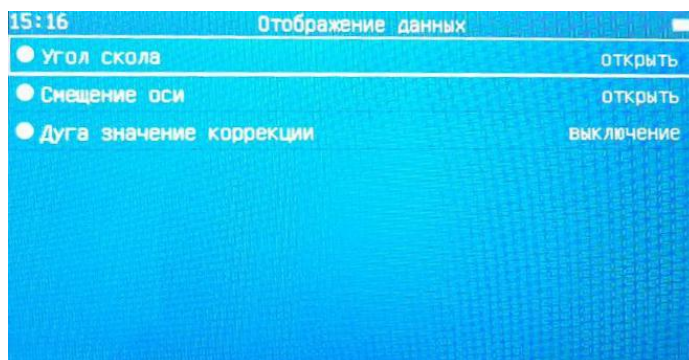 15:16 Отображение данных
Угол скола открыть
Смещение оси открыть
Дуга значение коррекции выключение